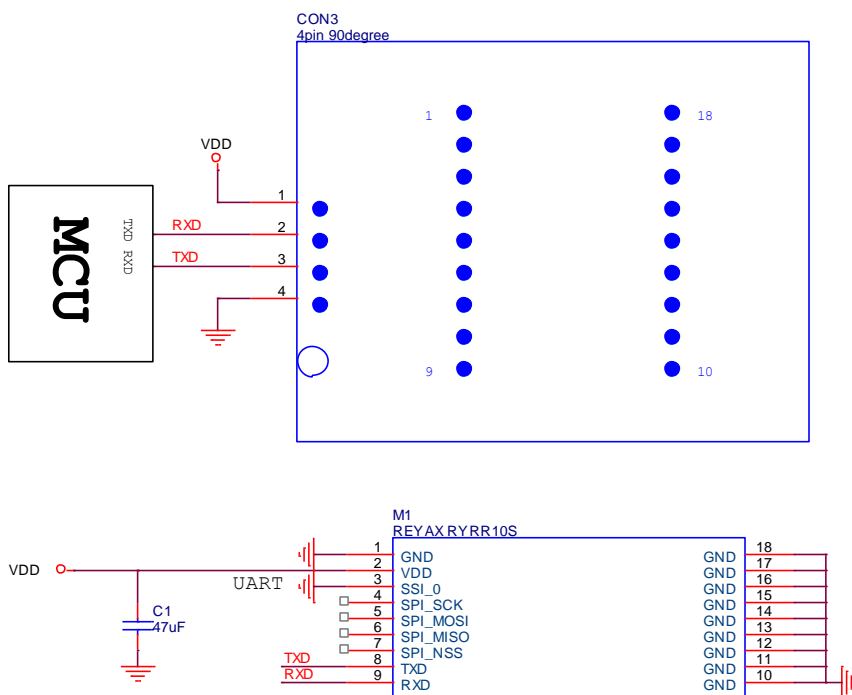 CON3
4pin 90degree
1 18
VDD
1
TXD RXD
RXD
2
MCU
TXD
3
4
9 10
M1
REYAX RYRR10S
1 GND GND 18
VDD
2 VDD GND 17
UART
3 SSI_0 GND 16
4 SPI_SCK GND 15
C1
5 SPI_MOSI GND 14
47uF
6 SPI_MISO GND 13
7 SPI_NSS GND 12
TXD 8 TXD GND 11
RXD 9 RXD GND 10